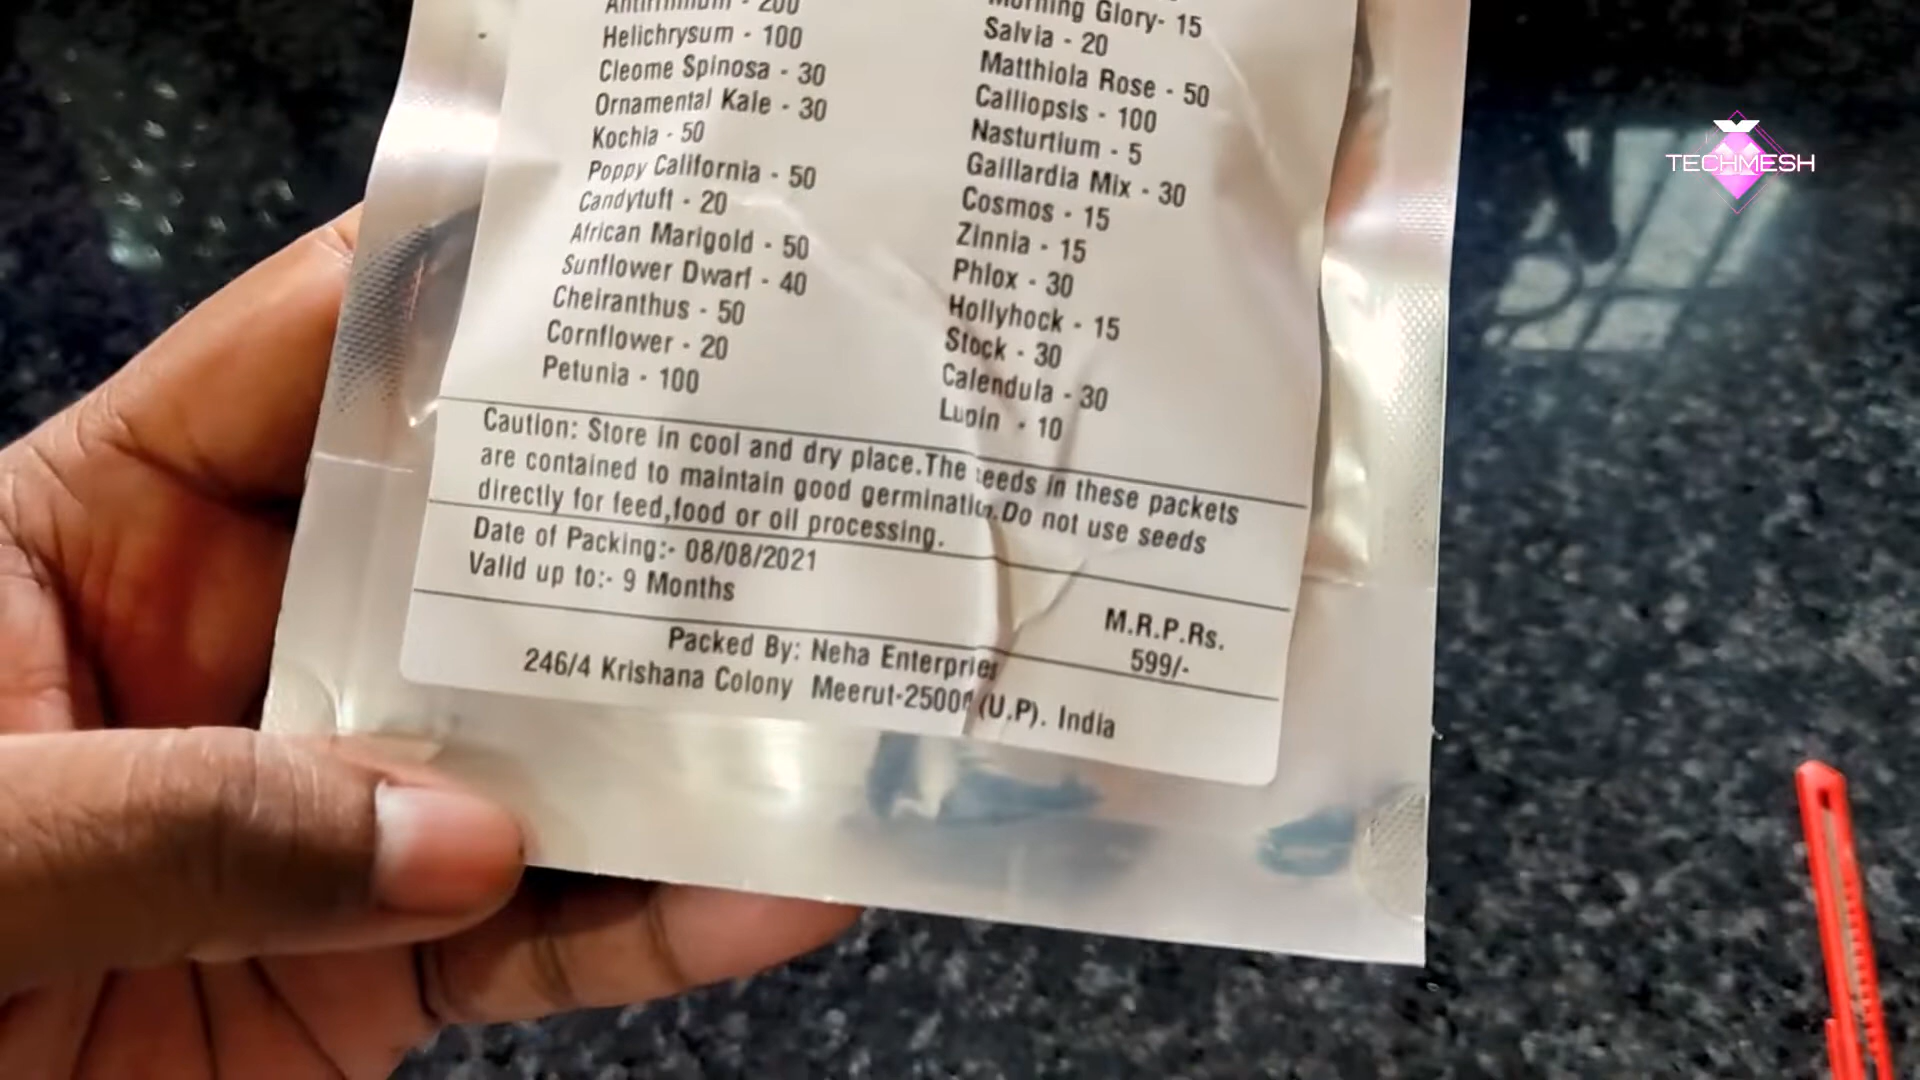 Antirrhinum - 200
Helichrysum - 100
Cleome Spinosa - 30
Ornamental Kale - 30
Kochia - 50
Poppy California - 50
Candytuft - 20
African Marigold - 50
Sunflower Dwarf - 40
Cheiranthus - 50
Cornflower - 20
Petunia - 100
Morning Glory- 15
Salvia - 20
Matthiola Rose - 50
Calliopsis - 100
Nasturtium - 5
Gaillardia Mix - 30
Cosmos - 15
Zinnia - 15
Phlox - 30
Hollyhock - 15
Stock - 30
Calendula - 30
Lupin - 10
Caution: Store in cool and dry place.The seeds in these packets
are contained to maintain good germination.Do not use seeds
directly for feed,food or oil processing.
Date of Packing:- 08/08/2021
Valid up to:- 9 Months
M.R.P.Rs.
599/-
Packed By: Neha
246/4 Krishana Colony Meerut- (U.P). India
TECHMESH